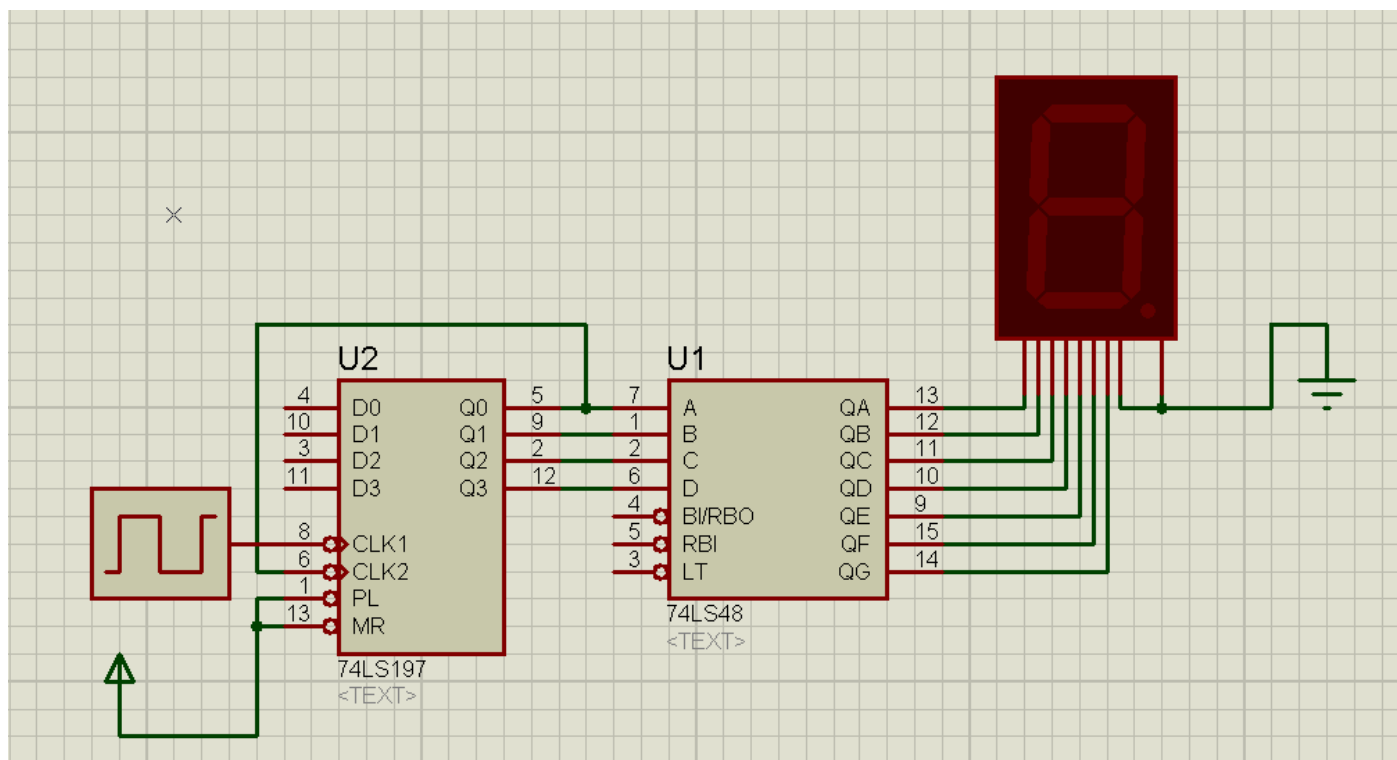 U2
4 D0 Q0 5
10 D1 Q1 9
3 D2 Q2 2
11 D3 Q3 12
8 CLK1
6 CLK2
1 PL
13 MR
74LS197
<TEXT>
U1
7 A QA 13
1 B QB 12
2 C QC 11
6 D QD 10
4 BI/RBO QE 9
5 RBI QF 15
3 LT QG 14
74LS48
<TEXT>